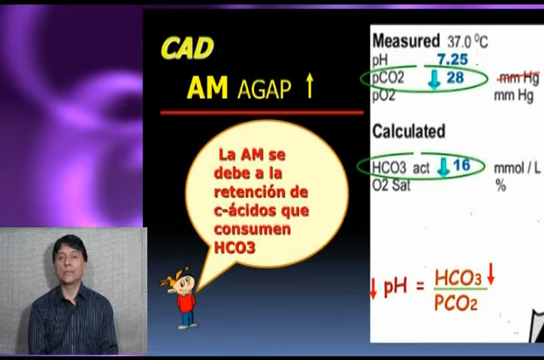 CAD
AM AGAP ↑
La AM se
debe a la
retención de
c-ácidos que
consumen
HCO3
Measured 37.0 ºC
pH 7.25
pCO2 ↓ 28 mm Hg
pO2 mm Hg
Calculated
HCO3 act ↓ 16 mmol / L
O2 Sat %
↓ pH = HCO3 ↓
PCO2